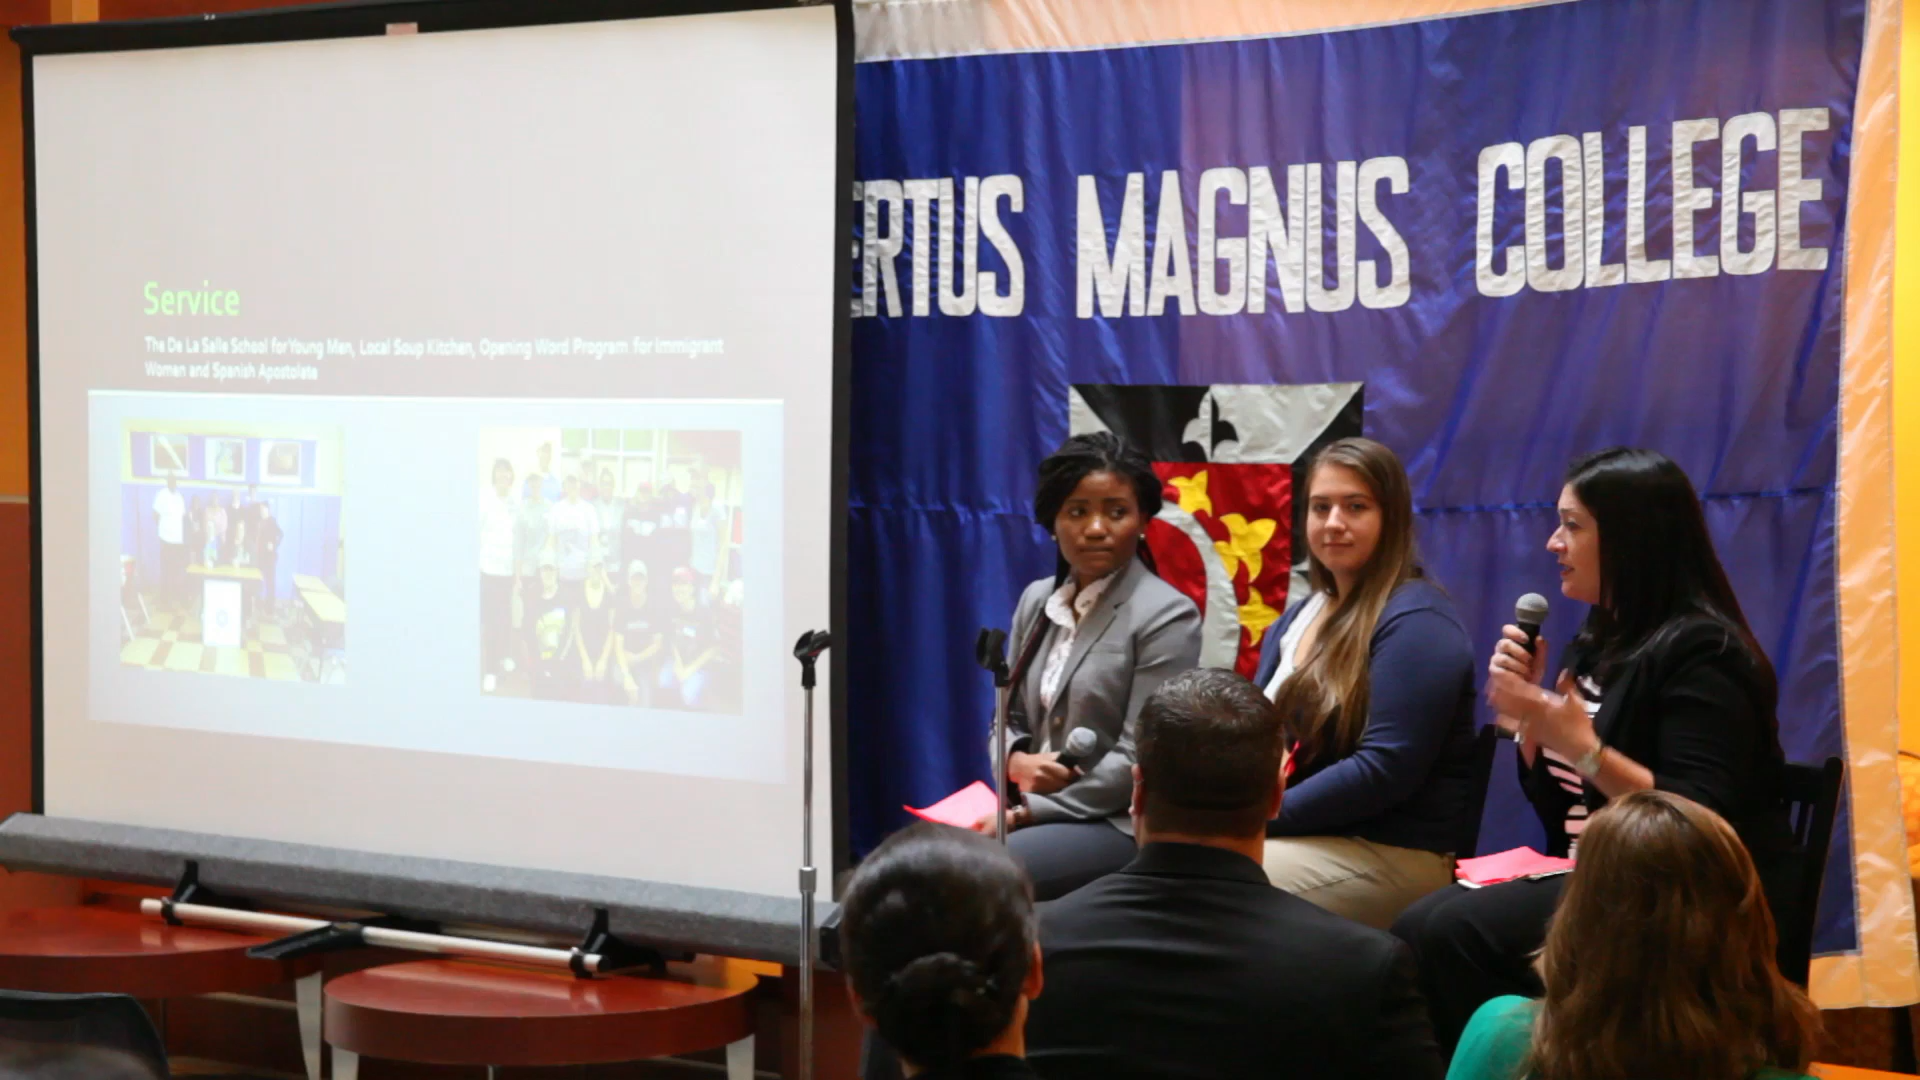 Service
The De La Salle School for Young Men, Local Soup Kitchen, Opening Word Program for Immigrant
Women and Spanish Apostolate
ERTUS MAGNUS COLLEGE